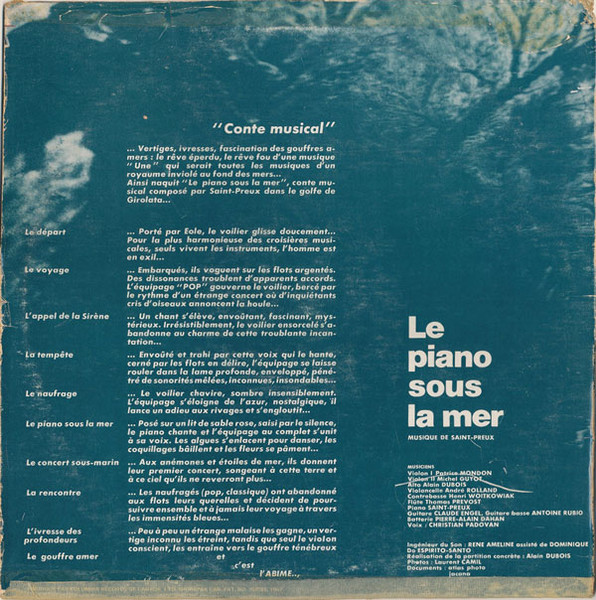 "Conte musical"
... Vertiges, ivresses, fascination des gouffres a-
mers : le rêve éperdu, le rêve fou d'une musique
"Une" qui serait toutes les musiques d'un
royaume inviolé au fond des mers...
Ainsi naquit "Le piano sous la mer", conte mu-
sical composé par Saint-Preux dans le golfe de
Girolata...
Le départ
... Porté par Eole, le voilier glisse doucement...
Pour la plus harmonieuse des croisières musi-
cales, seuls vivent les instruments, l'homme est
en exil...
Le voyage
... Embarqués, ils voguent sur les flots argentés.
Des dissonances troublent d'apparents accords.
L'équipage "POP" gouverne le voilier, bercé par
le rythme d'un étrange concert où d'inquiétants
cris d'oiseaux annoncent la houle...
L'appel de la Sirène
... Un chant s'élève, envoûtant, fascinant, mys-
térieux. Irrésistiblement, le voilier ensorcelé s'a-
bandonne au charme de cette troublante incan-
tation...
La tempête
... Envoûté et trahi par cette voix qui le hante,
cerné par les flots en délire, l'équipage se laisse
rouler dans la lame profonde, enveloppé, péné-
tré de sonorités mêlées, inconnues, insondables...
Le naufrage
... Le voilier chavire, sombre insensiblement.
L'équipage s'éloigne de l'azur, nostalgique, il
lance un adieu aux rivages et s'engloutit...
Le piano sous la mer
... Posé sur un lit de sable rose, saisi par le silence,
le piano chante et l'équipage au complet s'unit
à sa voix. Les algues s'enlacent pour danser, les
coquillages bâillent et les fleurs se pâment...
Le concert sous-marin
... Aux anémones et étoiles de mer, ils donnent
leur premier concert, songeant à cette terre et
à ce ciel qu'ils ne reverront plus...
La rencontre
... Les naufragés (pop, classique) ont abandonné
aux flots leurs querelles et décident de pour-
suivre ensemble et à jamais leur voyage à travers
les immensités bleues...
L'ivresse des
profondeurs
... Peu à peu un étrange malaise les gagne, un ver-
tige inconnu les étreint, tandis que seul le violon
conscient, les entraîne vers le gouffre ténébreux
Le gouffre amer
et
c'est
l'ABIME...
Le
piano
sous
la mer
MUSIQUE DE SAINT-PREUX
MUSICIENS
Violon I Patrice MONDON
Violon II Michel GUYOT
Alto Alain DUBOIS
Violoncelle André ROLLAND
Contrebasse Henri WOITKOWIAK
Flûte Thomas PREVOST
Piano SAINT-PREUX
Guitare CLAUDE ENGEL, Guitare basse ANTOINE RUBIO
Batterie PIERRE-ALAIN DAHAN
Voix : CHRISTIAN PADOVAN
Ingénieur du Son : RENE AMELINE assisté de DOMINIQUE
Do ESPIRITO-SANTO
Réalisation de la partition concrète : Alain DUBOIS
Photos : Laurent CAMIL
Documents : atlas photo
jacana